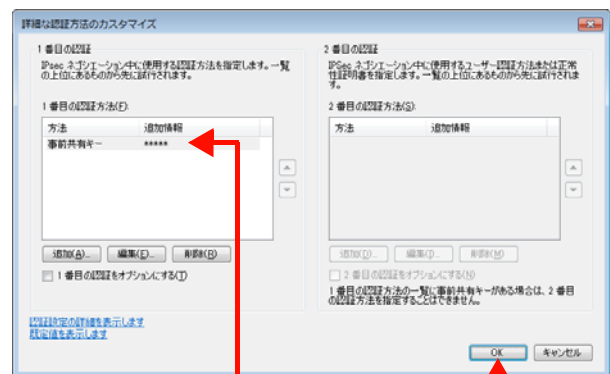 詳細な認証方法のカスタマイズ
1 番目の認証
IPsec ネゴシエーション中に使用する認証方法を指定します。一覧
の上位にあるものから先に試行されます。
1 番目の認証方法(F):
方法 追加情報
事前共有キー *****
追加(A)... 編集(E)... 削除(R)
1 番目の認証をオプションにする(T)
2 番目の認証
IPSec ネゴシエーション中に使用するユーザー認証方法または正常
性証明書を指定します。一覧の上位にあるものから先に試行されま
す。
2 番目の認証方法(S):
方法 追加情報
追加(D)... 編集(I)... 削除(M)
2 番目の認証をオプションにする(N)
1 番目の認証方法の一覧に事前共有キーがある場合は、2 番目
の認証方法を指定することはできません。
認証設定の詳細を表示します
既定値を表示します
OK キャンセル